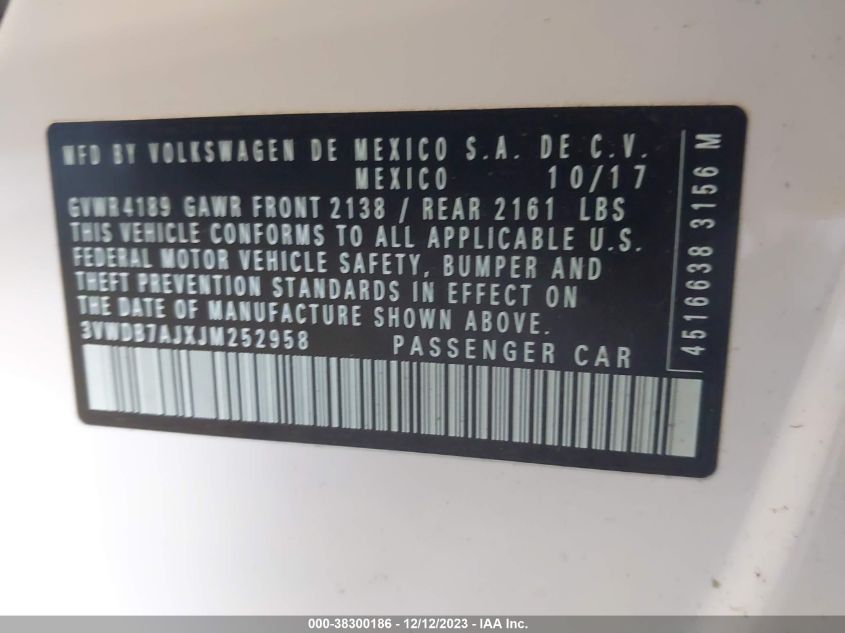 MFD BY VOLKSWAGEN DE MEXICO S.A. DE C.V.
MEXICO 10/17
GVWR 4189 GAWR FRONT 2138 / REAR 2161 LBS
THIS VEHICLE CONFORMS TO ALL APPLICABLE U.S.
FEDERAL MOTOR VEHICLE SAFETY, BUMPER AND
THEFT PREVENTION STANDARDS IN EFFECT ON
THE DATE OF MANUFACTURE SHOWN ABOVE.
3VWDB7AJXJM252958 PASSENGER CAR
4516638 3156 M
000-38300186 - 12/12/2023 - IAA Inc.